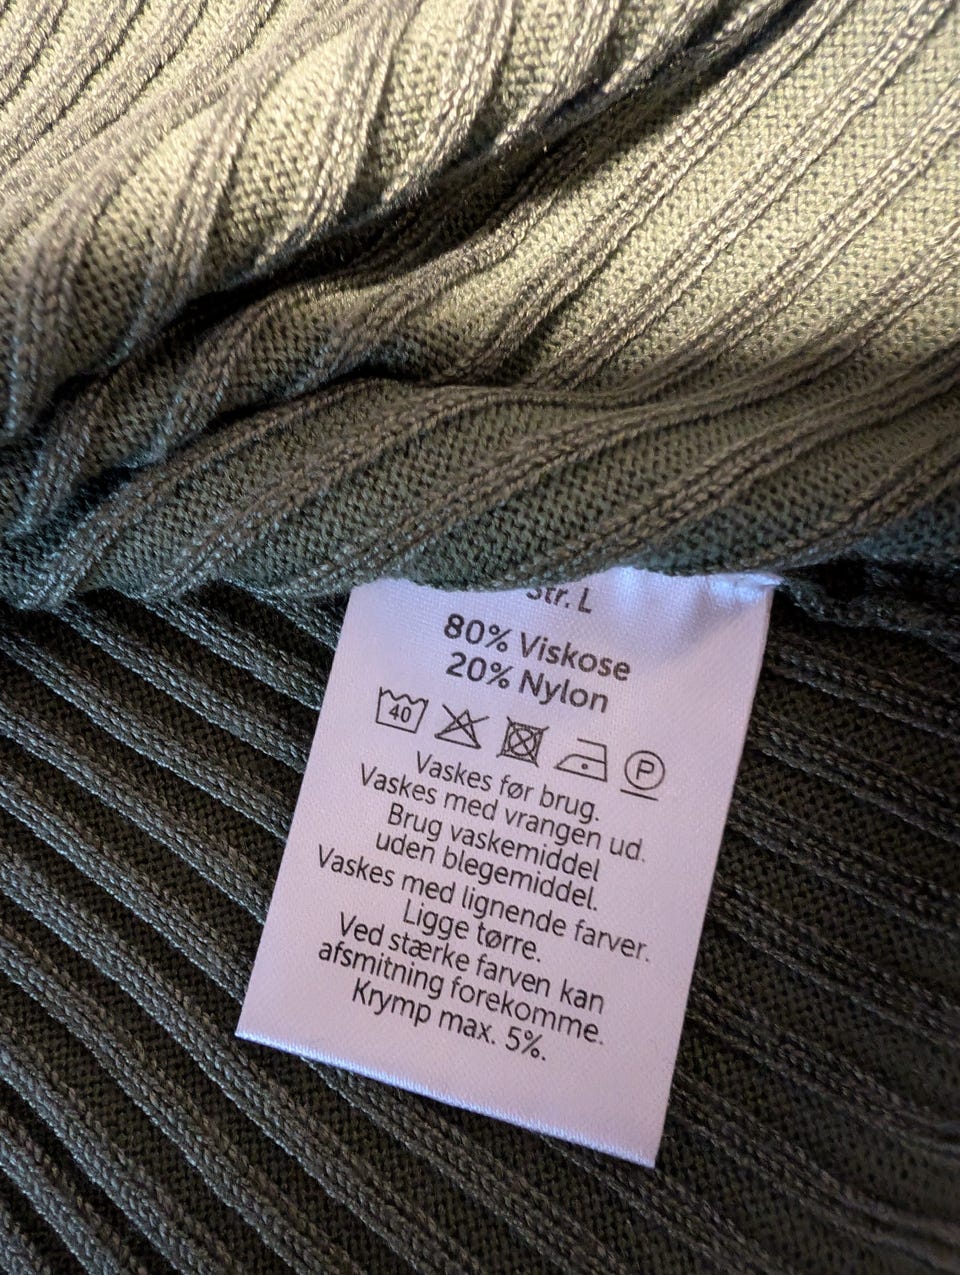 Str. L
80% Viskose
20% Nylon
40 P
Vaskes før brug.
Vaskes med vrangen ud.
Brug vaskemiddel
uden blegemiddel.
Vaskes med lignende farver.
Ligge tørre.
Ved stærke farven kan
afsmitning forekomme.
Krymp max. 5%.